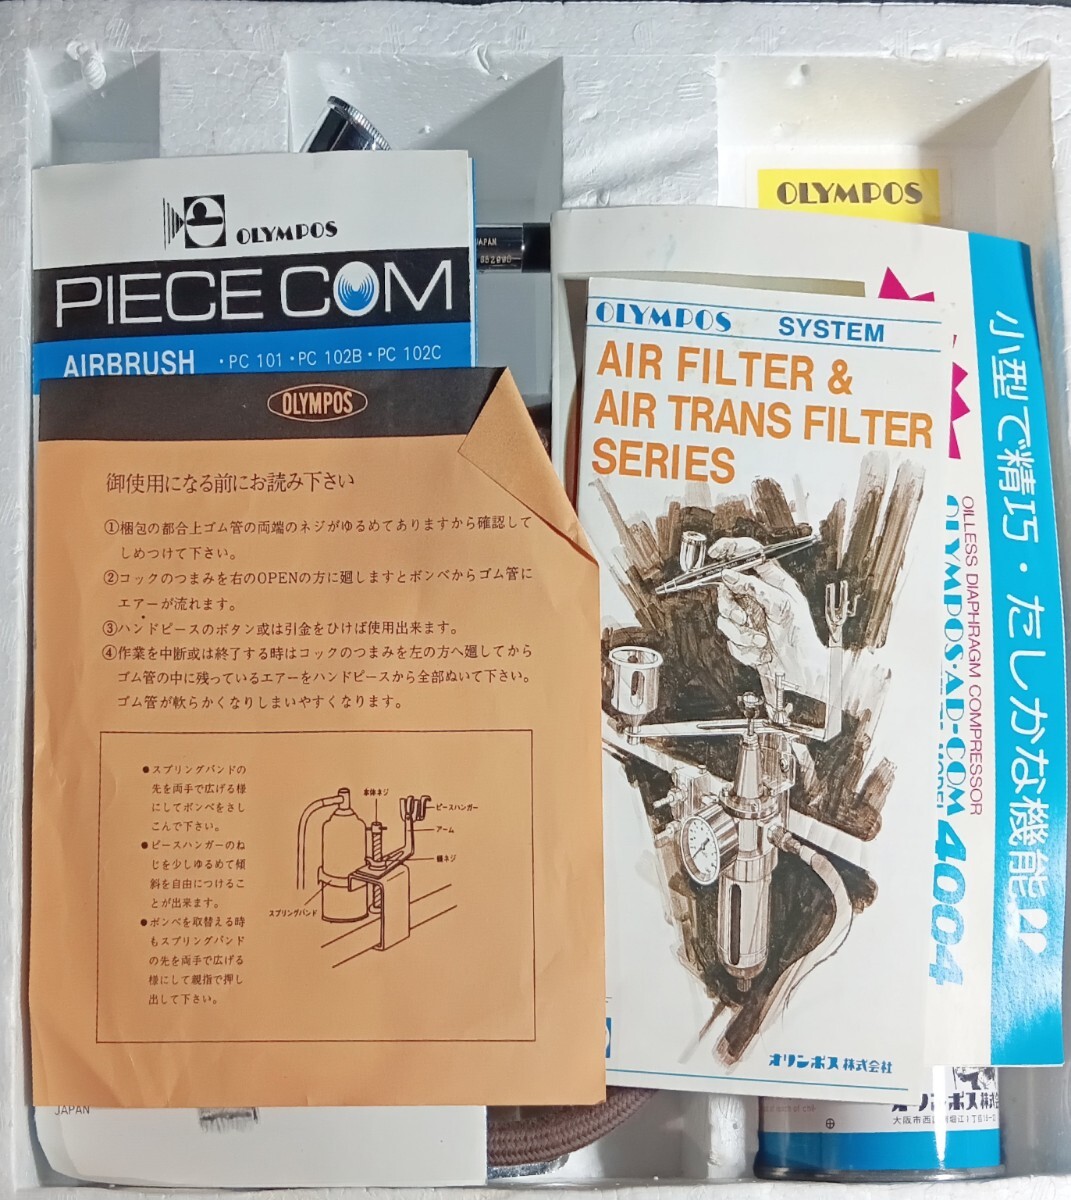 OLYMPOS
PIECE COM
AIRBRUSH ・PC 101・PC 102B・PC 102C
OLYMPOS
御使用になる前にお読み下さい
①梱包の都合上ゴム管の両端のネジがゆるめてありますから確認して
しめつけて下さい。
②コックのつまみを右のOPENの方に廻しますとボンベからゴム管に
エアーが流れます。
③ハンドピースのボタン或は引金をひけば使用出来ます。
④作業を中断或は終了する時はコックのつまみを左の方へ廻してから
ゴム管の中に残っているエアーをハンドピースから全部ぬいて下さい。
ゴム管が軟らかくなりしまいやすくなります。
●スプリングバンドの
先を両手で広げる様
にしてボンベをさし
こんで下さい。
●ピースハンガーのね
じを少しゆるめて傾
斜を自由につけるこ
とが出来ます。
●ボンベを取替える時
もスプリングバンド
の先を両手で広げる
様にして親指で押し
出して下さい。
本体ネジ
ピースハンガー
アーム
横ネジ
スプリングバンド
JAPAN
JAPAN
OLYMPOS
OLYMPOS SYSTEM
AIR FILTER &
AIR TRANS FILTER
SERIES
オリンポス株式会社
小型で精巧・たしかな機能!!
OILLESS DIAPHRAGM COMPRESSOR
OLYMPOS・AD-COM
MODEL 4004
オリンポス株式会